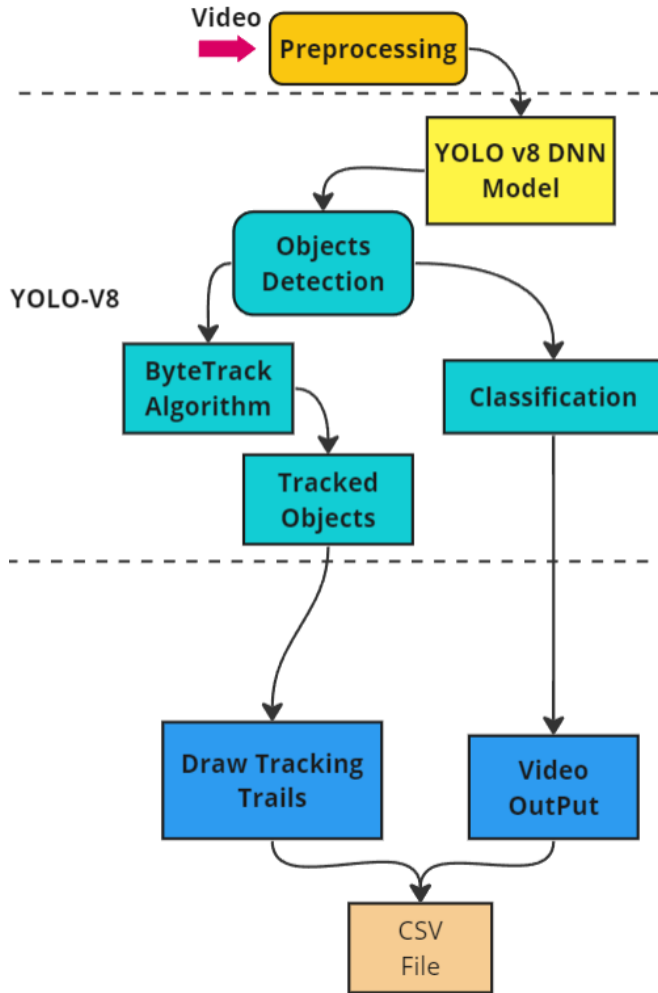 Video
Preprocessing
YOLO v8 DNN
Model
Objects
Detection
YOLO-V8
ByteTrack
Algorithm
Classification
Tracked
Objects
Draw Tracking
Trails
Video
OutPut
CSV
File